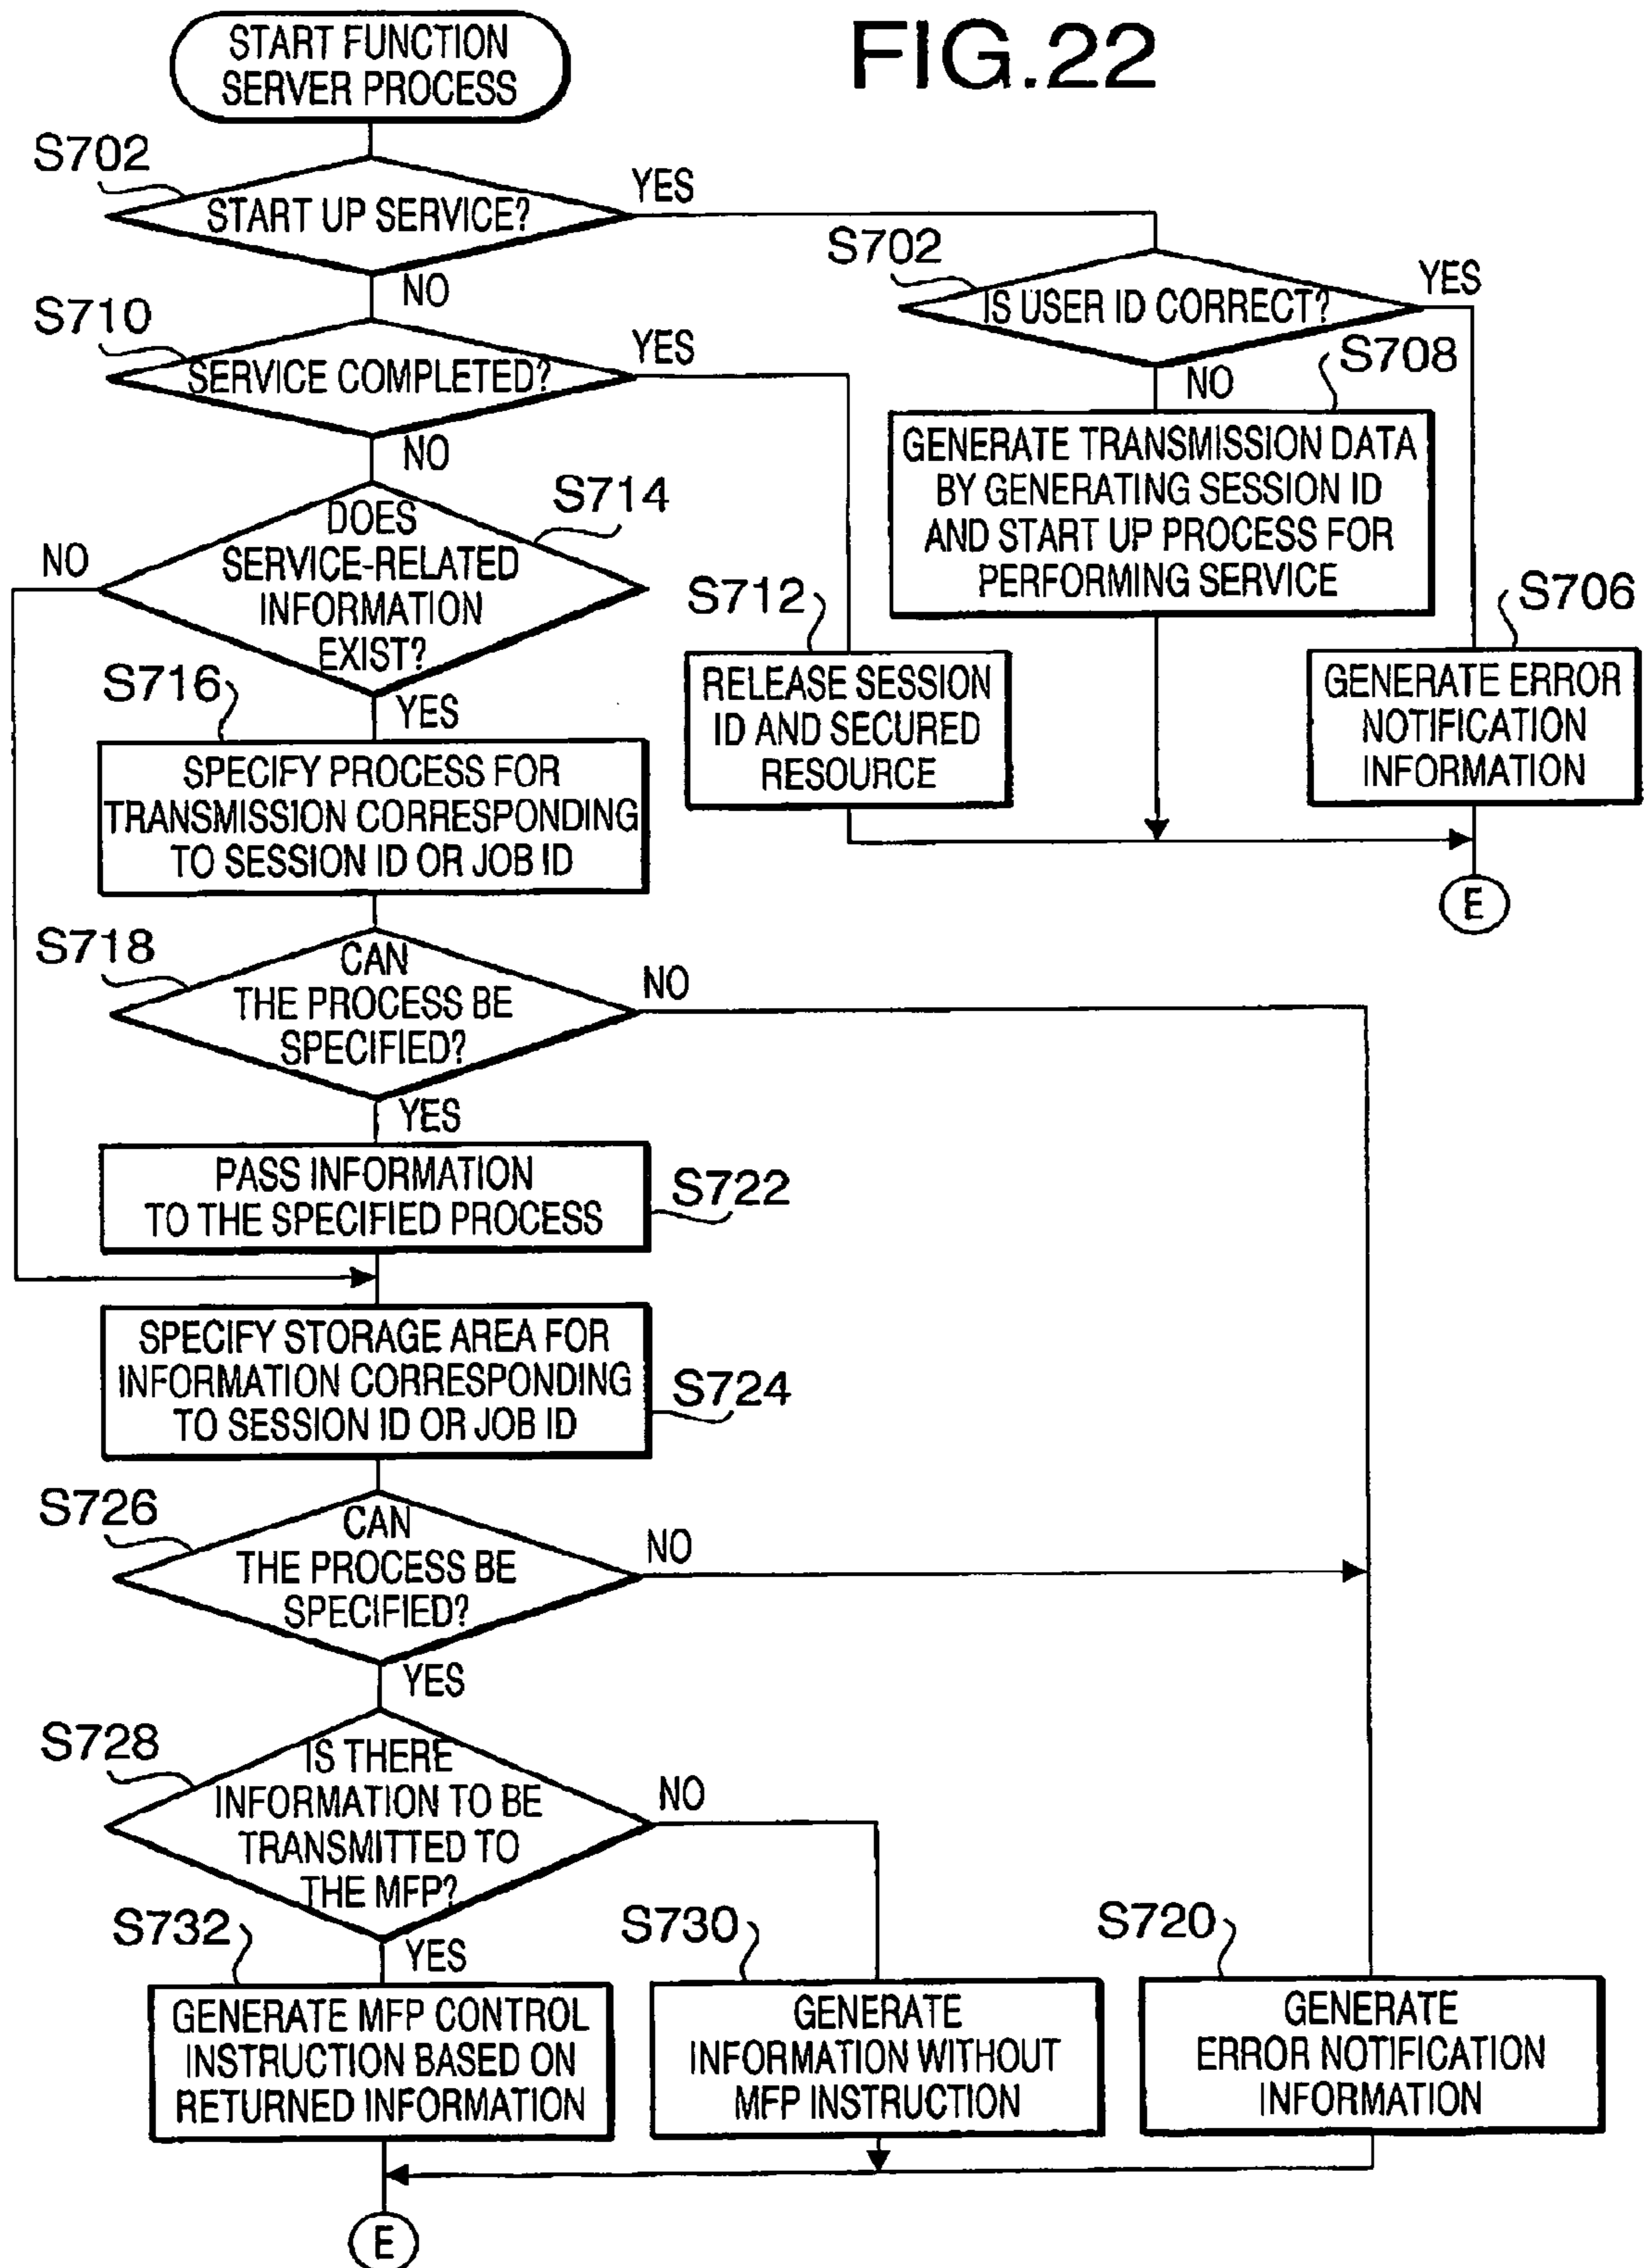 FIG.22
START FUNCTION
SERVER PROCESS
S702
START UP SERVICE?
YES
NO
S702
IS USER ID CORRECT?
YES
NO
S708
GENERATE TRANSMISSION DATA
BY GENERATING SESSION ID
AND START UP PROCESS FOR
PERFORMING SERVICE
S706
GENERATE ERROR
NOTIFICATION
INFORMATION
S710
SERVICE COMPLETED?
YES
NO
S712
RELEASE SESSION
ID AND SECURED
RESOURCE
E
S714
DOES
SERVICE-RELATED
INFORMATION
EXIST?
NO
YES
S716
SPECIFY PROCESS FOR
TRANSMISSION CORRESPONDING
TO SESSION ID OR JOB ID
S718
CAN
THE PROCESS BE
SPECIFIED?
NO
YES
PASS INFORMATION
TO THE SPECIFIED PROCESS
S722
SPECIFY STORAGE AREA FOR
INFORMATION CORRESPONDING
TO SESSION ID OR JOB ID
S724
S726
CAN
THE PROCESS BE
SPECIFIED?
NO
YES
S728
IS THERE
INFORMATION TO BE
TRANSMITTED TO
THE MFP?
NO
YES
S732
GENERATE MFP CONTROL
INSTRUCTION BASED ON
RETURNED INFORMATION
S730
GENERATE
INFORMATION WITHOUT
MFP INSTRUCTION
S720
GENERATE
ERROR NOTIFICATION
INFORMATION
E